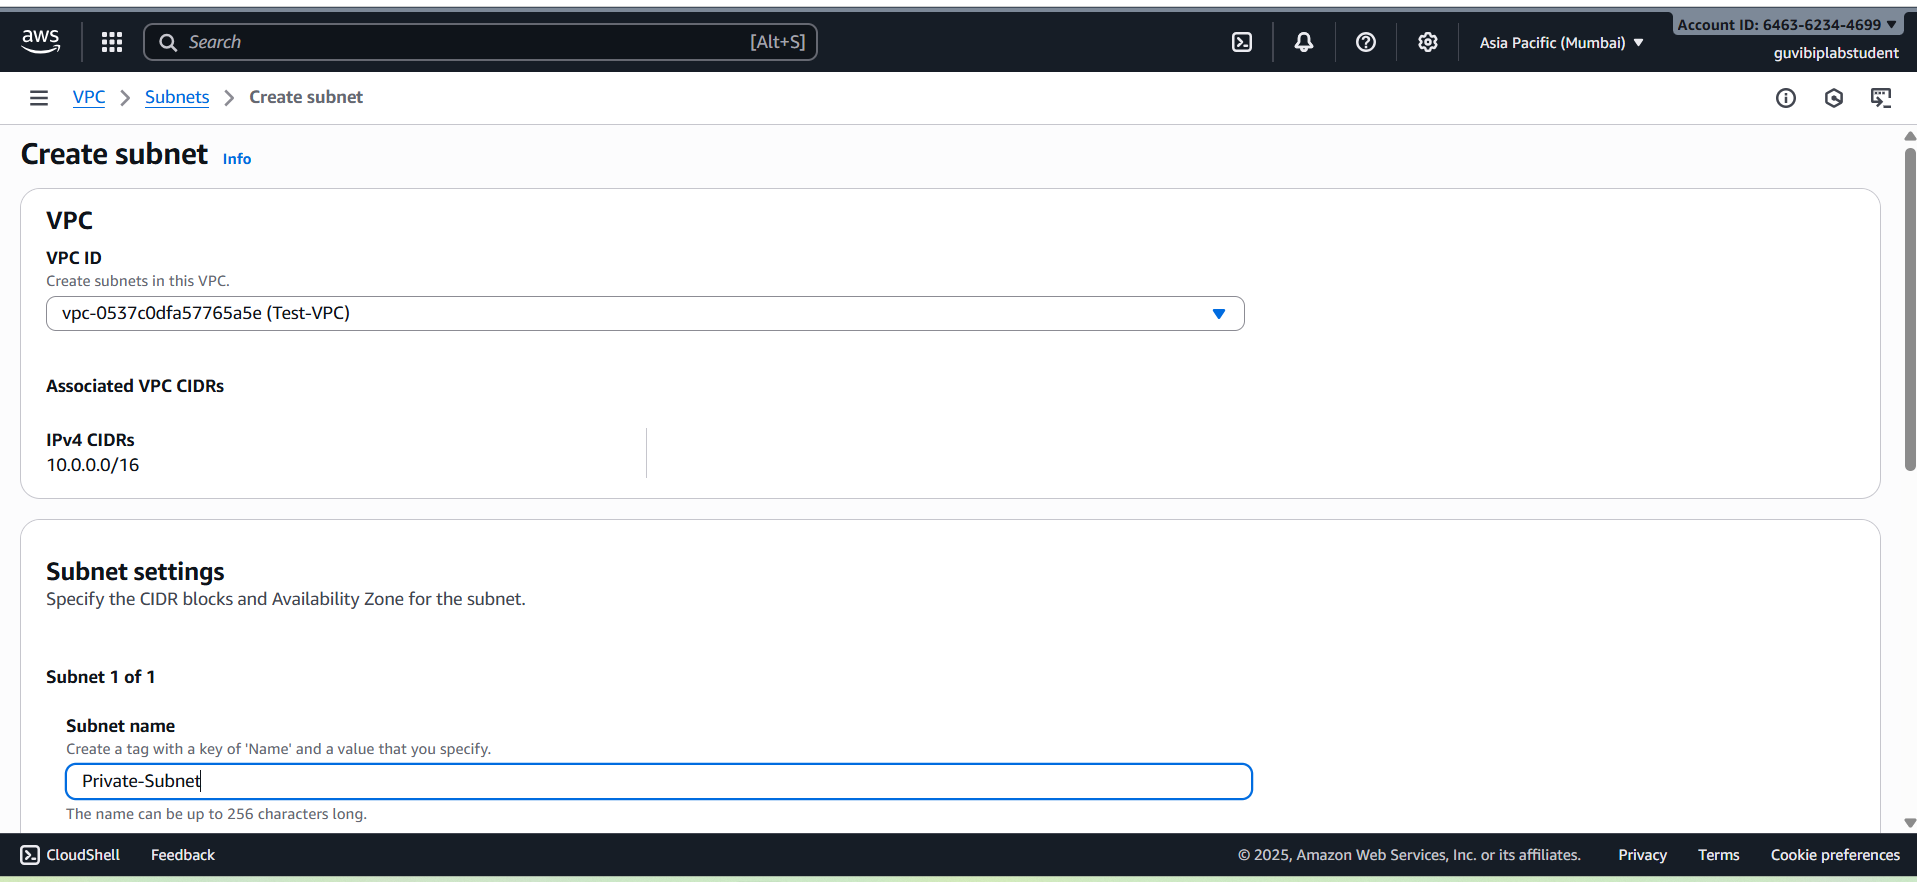 aws
Search
[Alt+S]
Asia Pacific (Mumbai)
Account ID: 6463-6234-4699
guvibiplabstudent
VPC
Subnets
Create subnet
Create subnet
Info
VPC
VPC ID
Create subnets in this VPC.
vpc-0537c0dfa57765a5e (Test-VPC)
Associated VPC CIDRs
IPv4 CIDRs
10.0.0.0/16
Subnet settings
Specify the CIDR blocks and Availability Zone for the subnet.
Subnet 1 of 1
Subnet name
Create a tag with a key of 'Name' and a value that you specify.
Private-Subnet
The name can be up to 256 characters long.
CloudShell
Feedback
© 2025, Amazon Web Services, Inc. or its affiliates.
Privacy
Terms
Cookie preferences